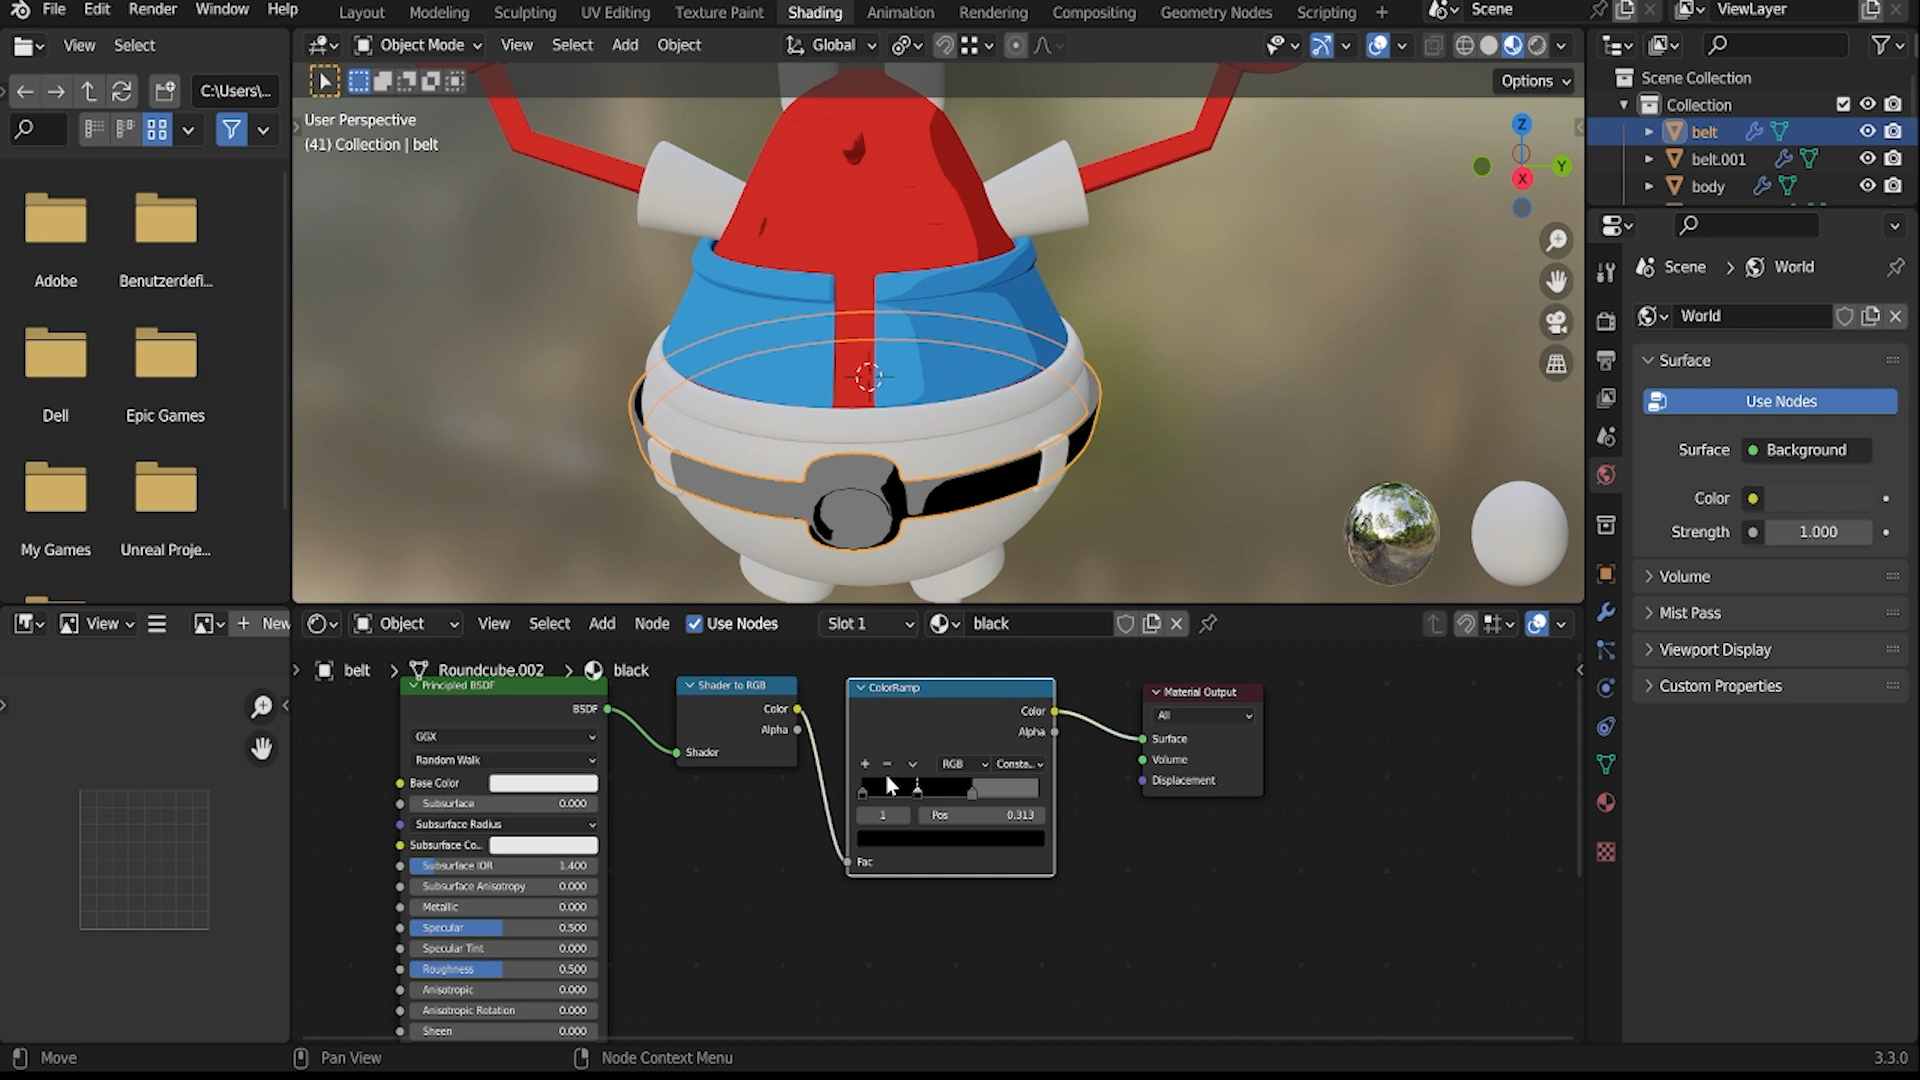 File Edit Render Window Help
Layout Modeling Sculpting UV Editing Texture Paint Shading Animation Rendering Compositing Geometry Nodes Scripting +
Scene
ViewLayer
View Select
Object Mode View Select Add Object
Global
C:\Users\...
Options
Scene Collection
Collection
belt
belt.001
body
User Perspective
(41) Collection | belt
Z
Y
X
Adobe
Benutzerdefi...
Dell
Epic Games
My Games
Unreal Proje...
Scene > World
World
Surface
Use Nodes
Surface Background
Color
Strength 1.000
Volume
Mist Pass
Viewport Display
Custom Properties
View + New
Object View Select Add Node Use Nodes Slot 1 black
belt > Roundcube.002 > black
Principled BSDF
BSDF
GGX
Random Walk
Base Color
Subsurface 0.000
Subsurface Radius
Subsurface Co...
Subsurface IOR 1.400
Subsurface Anisotropy 0.000
Metallic 0.000
Specular 0.500
Specular Tint 0.000
Roughness 0.500
Anisotropic 0.000
Anisotropic Rotation 0.000
Sheen 0.000
Shader to RGB
Color
Alpha
Shader
ColorRamp
Color
Alpha
+ − RGB Consta...
1 Pos 0.313
Fac
Material Output
All
Surface
Volume
Displacement
Move Pan View Node Context Menu 3.3.0